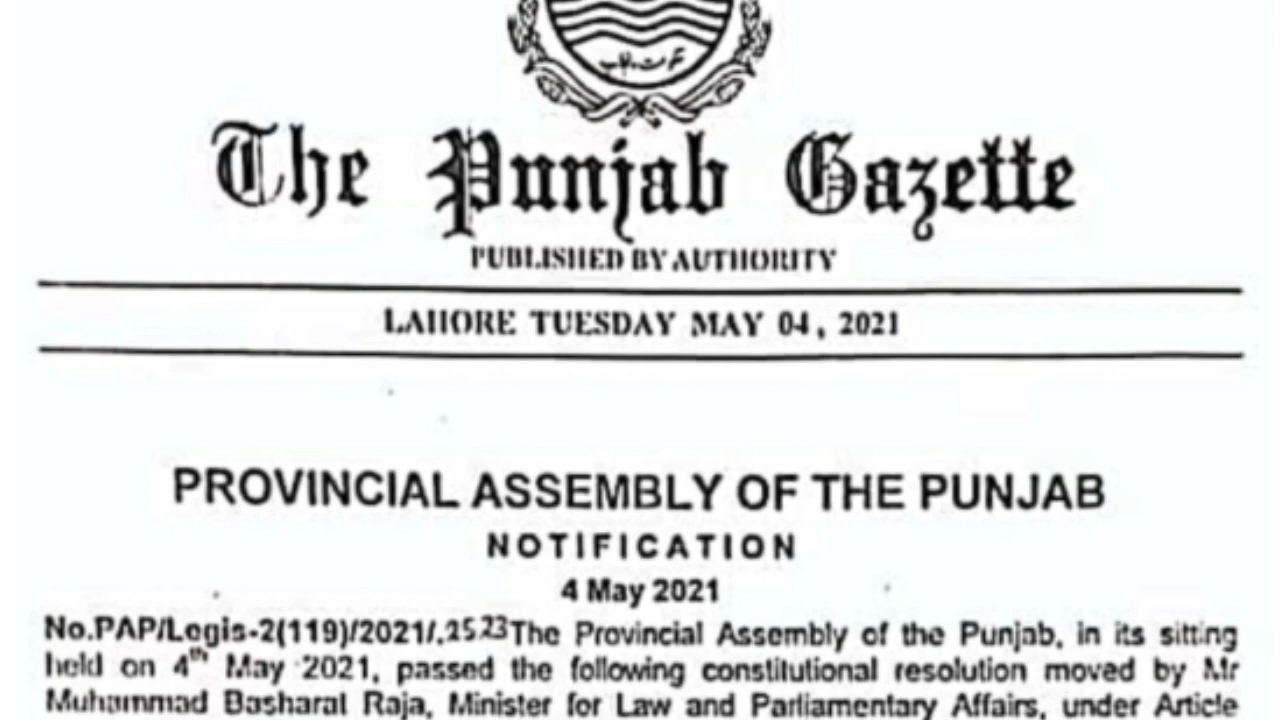 حکومت پنجاب
The Punjab Gazette
PUBLISHED BY AUTHORITY
LAHORE TUESDAY MAY 04, 2021
PROVINCIAL ASSEMBLY OF THE PUNJAB
NOTIFICATION
4 May 2021
No.PAP/Legis-2(119)/2021/.2523 The Provincial Assembly of the Punjab, in its sitting
held on 4th May 2021, passed the following constitutional resolution moved by Mr
Muhammad Basharat Raja, Minister for Law and Parliamentary Affairs, under Article